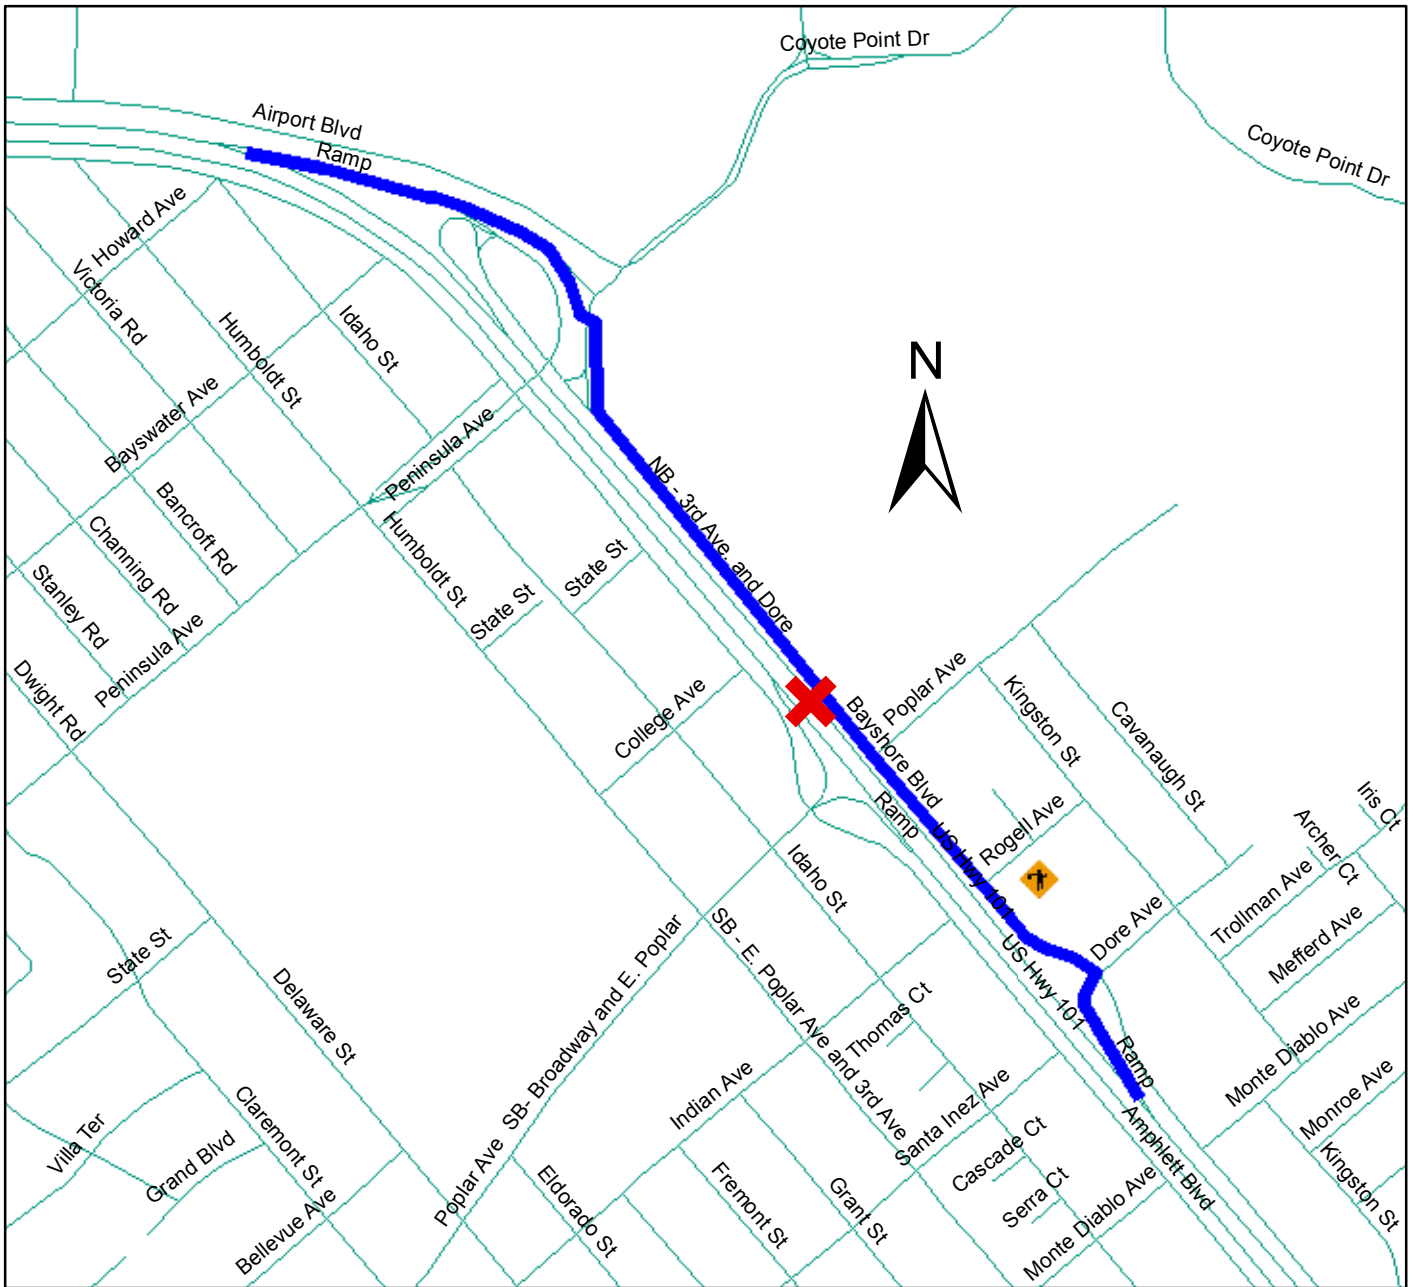 Coyote Point Dr
Airport Blvd
Ramp
Coyote Point Dr
Howard Ave
Victoria Rd
Humboldt St
Idaho St
N
Bayswater Ave
Peninsula Ave
NB - 3rd Ave. and Dore
Bancroft Rd
Channing Rd
Humboldt St
State St
State St
Stanley Rd
Peninsula Ave
Dwight Rd
College Ave
Poplar Ave
Bayshore Blvd
Kingston St
Cavanaugh St
Ramp
US Hwy 101
Rogell Ave
Iris Ct
Archer Ct
Trollman Ave
Idaho St
Dore Ave
Mefferd Ave
State St
Delaware St
SB- Broadway and E. Poplar
SB - E. Poplar Ave and 3rd Ave
US Hwy 101
Thomas Ct
Ramp
Monte Diablo Ave
Monroe Ave
Indian Ave
Santa Inez Ave
Amphlett Blvd
Villa Ter
Grand Blvd
Claremont St
Bellevue Ave
Poplar Ave
Eldorado St
Fremont St
Grant St
Cascade Ct
Serra Ct
Monte Diablo Ave
Kingston St